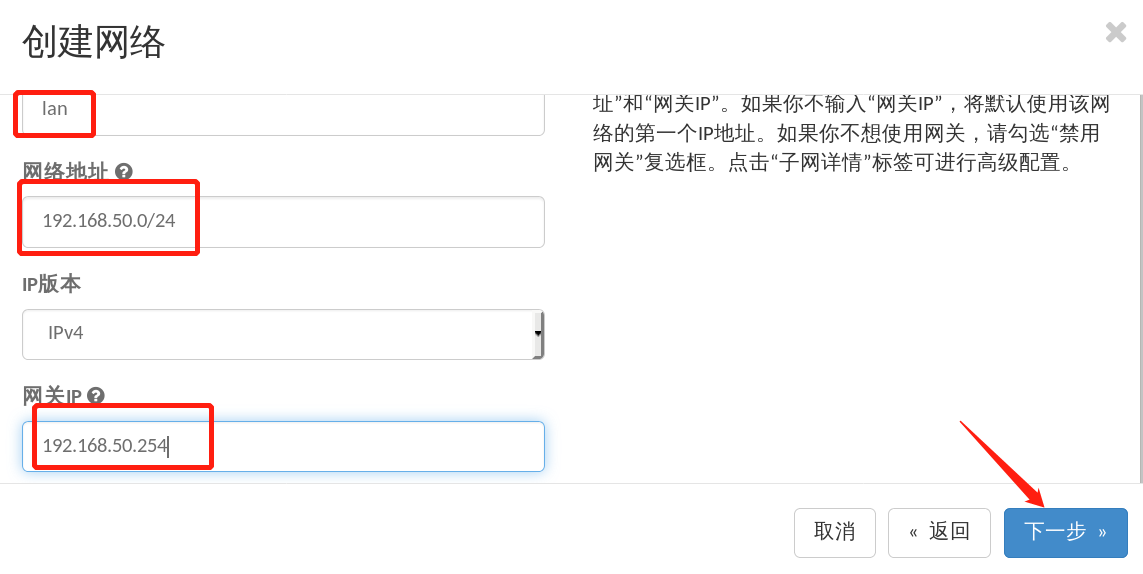 创建网络
lan
网络地址
192.168.50.0/24
IP版本
IPv4
网关IP
192.168.50.254
址”和“网关IP”。如果你不输入“网关IP”，将默认使用该网
络的第一个IP地址。如果你不想使用网关，请勾选“禁用
网关”复选框。点击“子网详情”标签可进行高级配置。
取消
« 返回
下一步 »